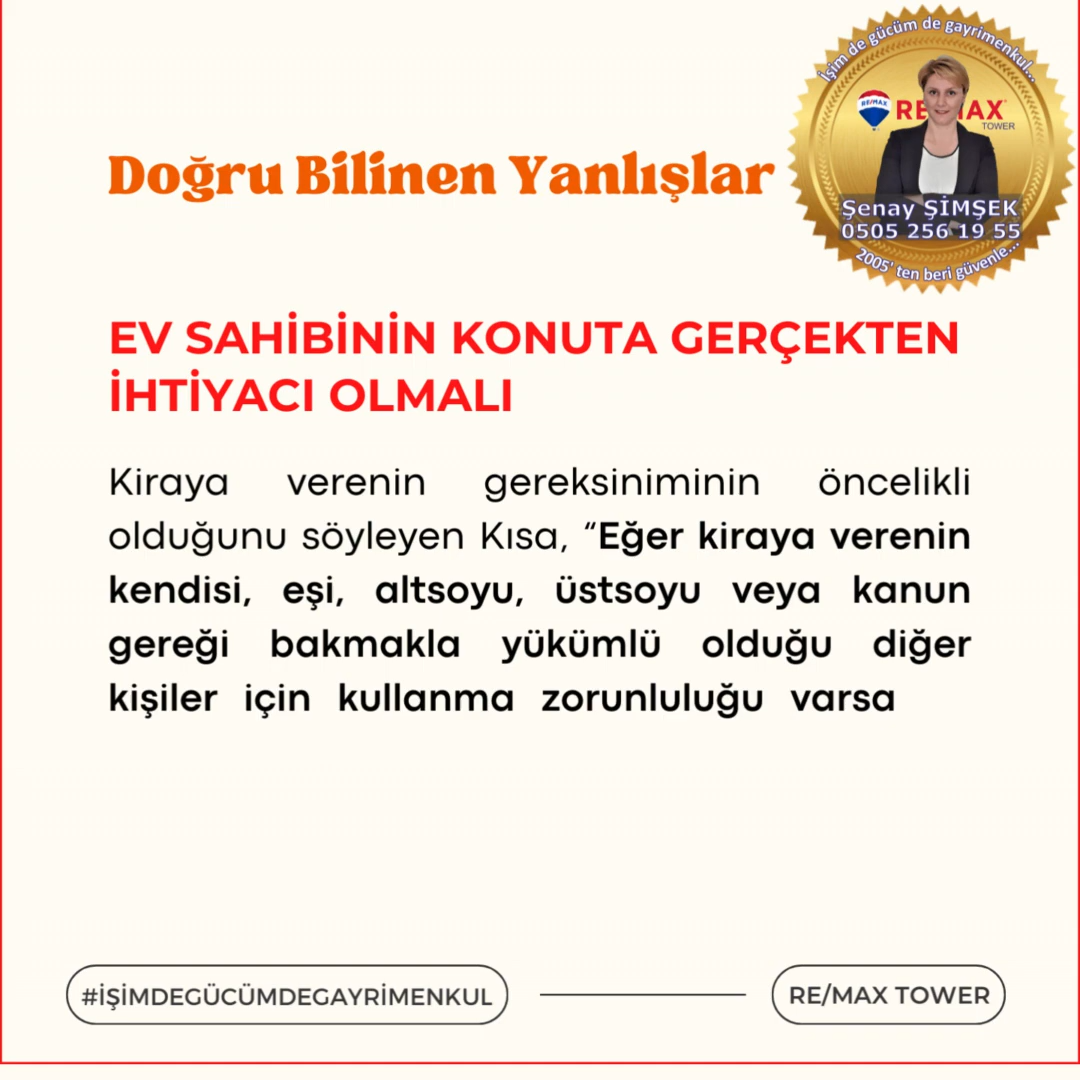 İşim de gücüm de gayrimenkul...
RE/MAX
TOWER
Şenay ŞİMŞEK
0505 256 19 55
2005' ten beri güvenle...
Doğru Bilinen Yanlışlar
EV SAHİBİNİN KONUTA GERÇEKTEN
İHTİYACI OLMALI
Kiraya verenin gereksiniminin öncelikli
olduğunu söyleyen Kısa, “Eğer kiraya verenin
kendisi, eşi, altsoyu, üstsoyu veya kanun
gereği bakmakla yükümlü olduğu diğer
kişiler için kullanma zorunluluğu varsa
#İŞİMDEGÜCÜMDEGAYRİMENKUL
RE/MAX TOWER